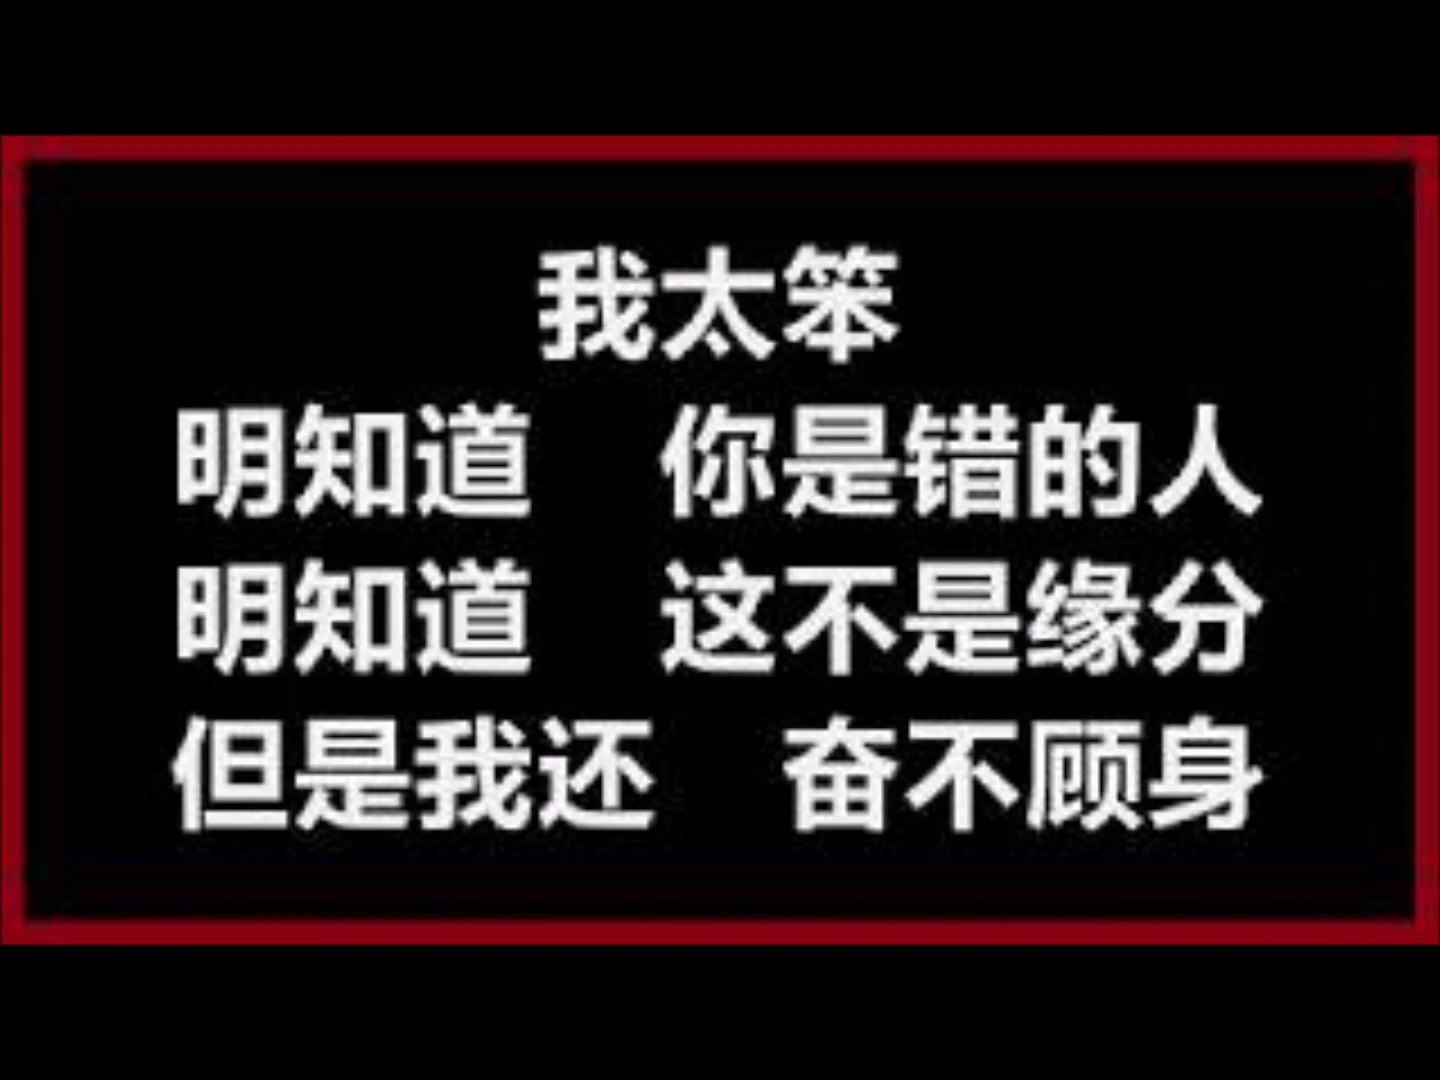 我太笨
明知道　你是错的人
明知道　这不是缘分
但是我还　奋不顾身